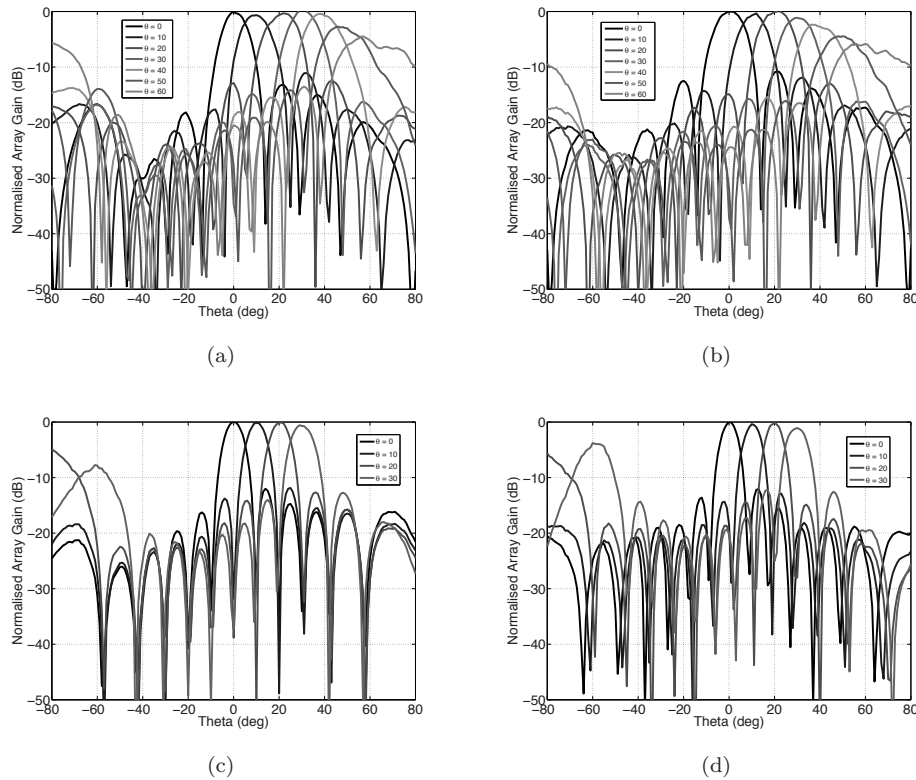 0
−10
−20
−30
−40
−50
−80 −60 −40 −20 0 20 40 60 80
Theta (deg)
Normalised Array Gain (dB)
θ = 0
θ = 10
θ = 20
θ = 30
θ = 40
θ = 50
θ = 60
(a)
0
−10
−20
−30
−40
−50
−80 −60 −40 −20 0 20 40 60 80
Theta (deg)
Normalised Array Gain (dB)
θ = 0
θ = 10
θ = 20
θ = 30
θ = 40
θ = 50
θ = 60
(b)
0
−10
−20
−30
−40
−50
−80 −60 −40 −20 0 20 40 60 80
Theta (deg)
Normalised Array Gain (dB)
θ = 0
θ = 10
θ = 20
θ = 30
(c)
0
−10
−20
−30
−40
−50
−80 −60 −40 −20 0 20 40 60 80
Theta (deg)
Normalised Array Gain (dB)
θ = 0
θ = 10
θ = 20
θ = 30
(d)